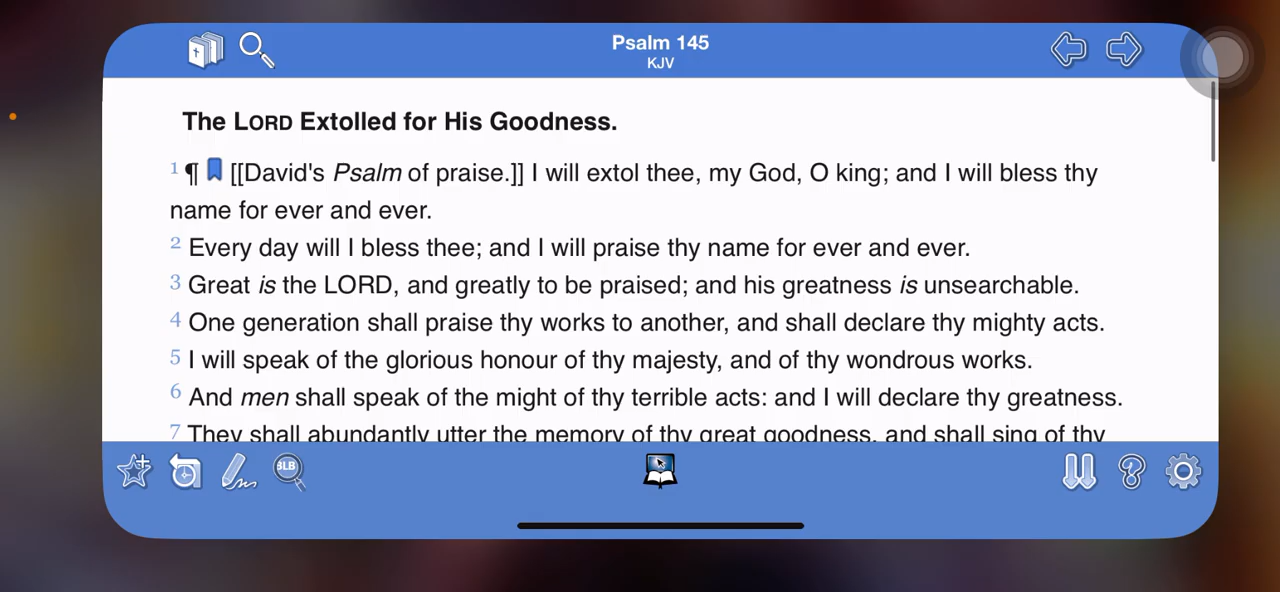 Psalm 145
KJV
The LORD Extolled for His Goodness.
1 ¶ [[David's Psalm of praise.]] I will extol thee, my God, O king; and I will bless thy
name for ever and ever.
2 Every day will I bless thee; and I will praise thy name for ever and ever.
3 Great is the LORD, and greatly to be praised; and his greatness is unsearchable.
4 One generation shall praise thy works to another, and shall declare thy mighty acts.
5 I will speak of the glorious honour of thy majesty, and of thy wondrous works.
6 And men shall speak of the might of thy terrible acts: and I will declare thy greatness.
7 They shall abundantly utter the memory of thy great goodness, and shall sing of thy
BLB